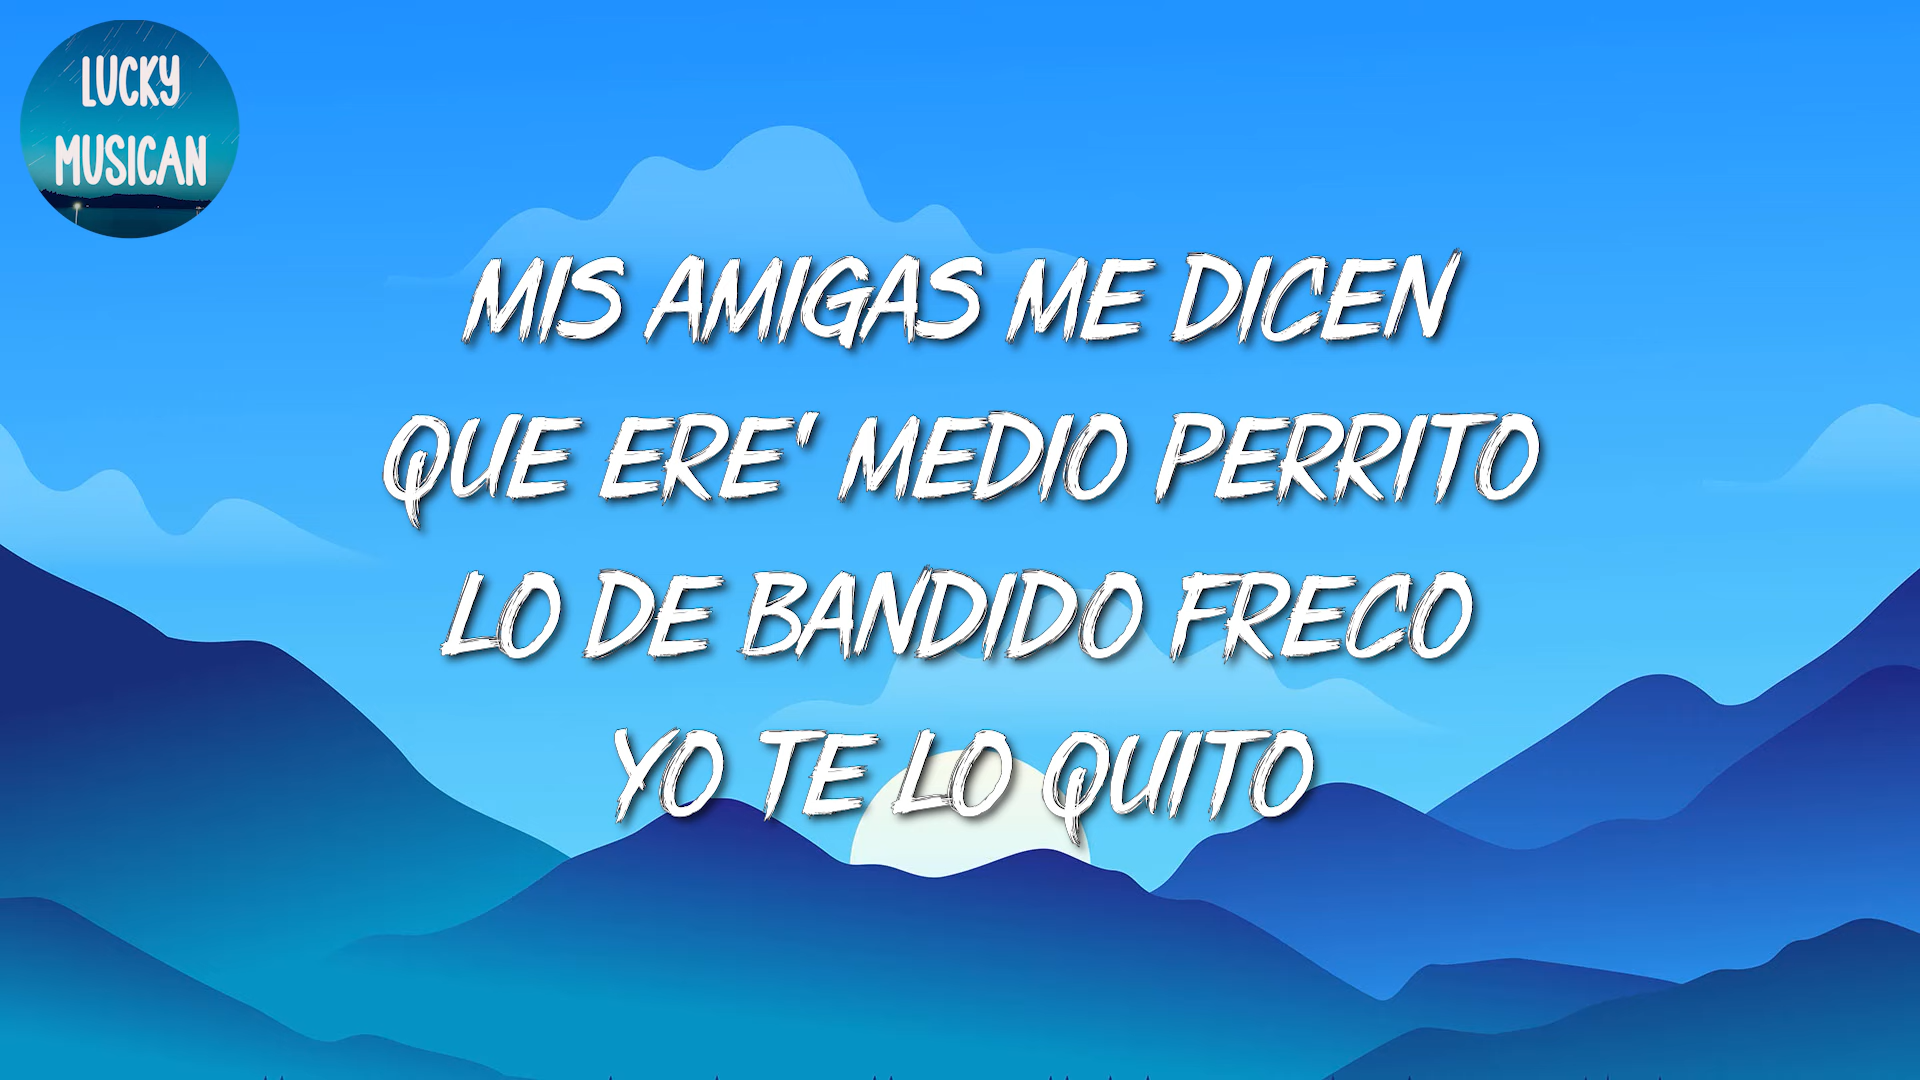 LUCKY
MUSICAN
MIS AMIGAS ME DICEN
QUE ERE' MEDIO PERRITO
LO DE BANDIDO FRECO
YO TE LO QUITO